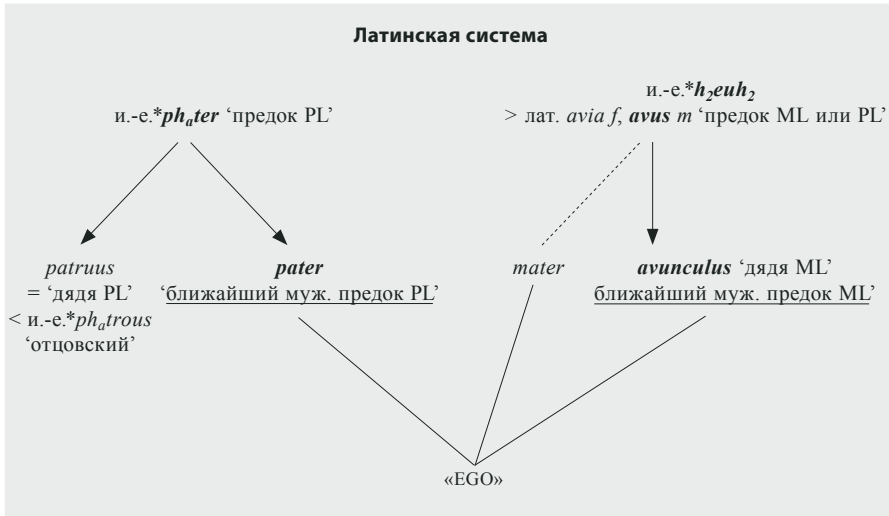 Латинская система
и.-е.*h₂euh₂
и.-е.*phₐter ‘предок PL’
> лат. avia f, avus m ‘предок ML или PL’
patruus
= ‘дядя PL’
< и.-е.*phₐtrous
‘отцовский’
pater
‘ближайший муж. предок PL’
mater
avunculus ‘дядя ML’
ближайший муж. предок ML’
«EGO»